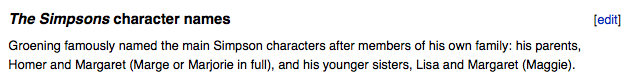 The Simpsons character names [edit]
Groening famously named the main Simpson characters after members of his own family: his parents,
Homer and Margaret (Marge or Marjorie in full), and his younger sisters, Lisa and Margaret (Maggie).